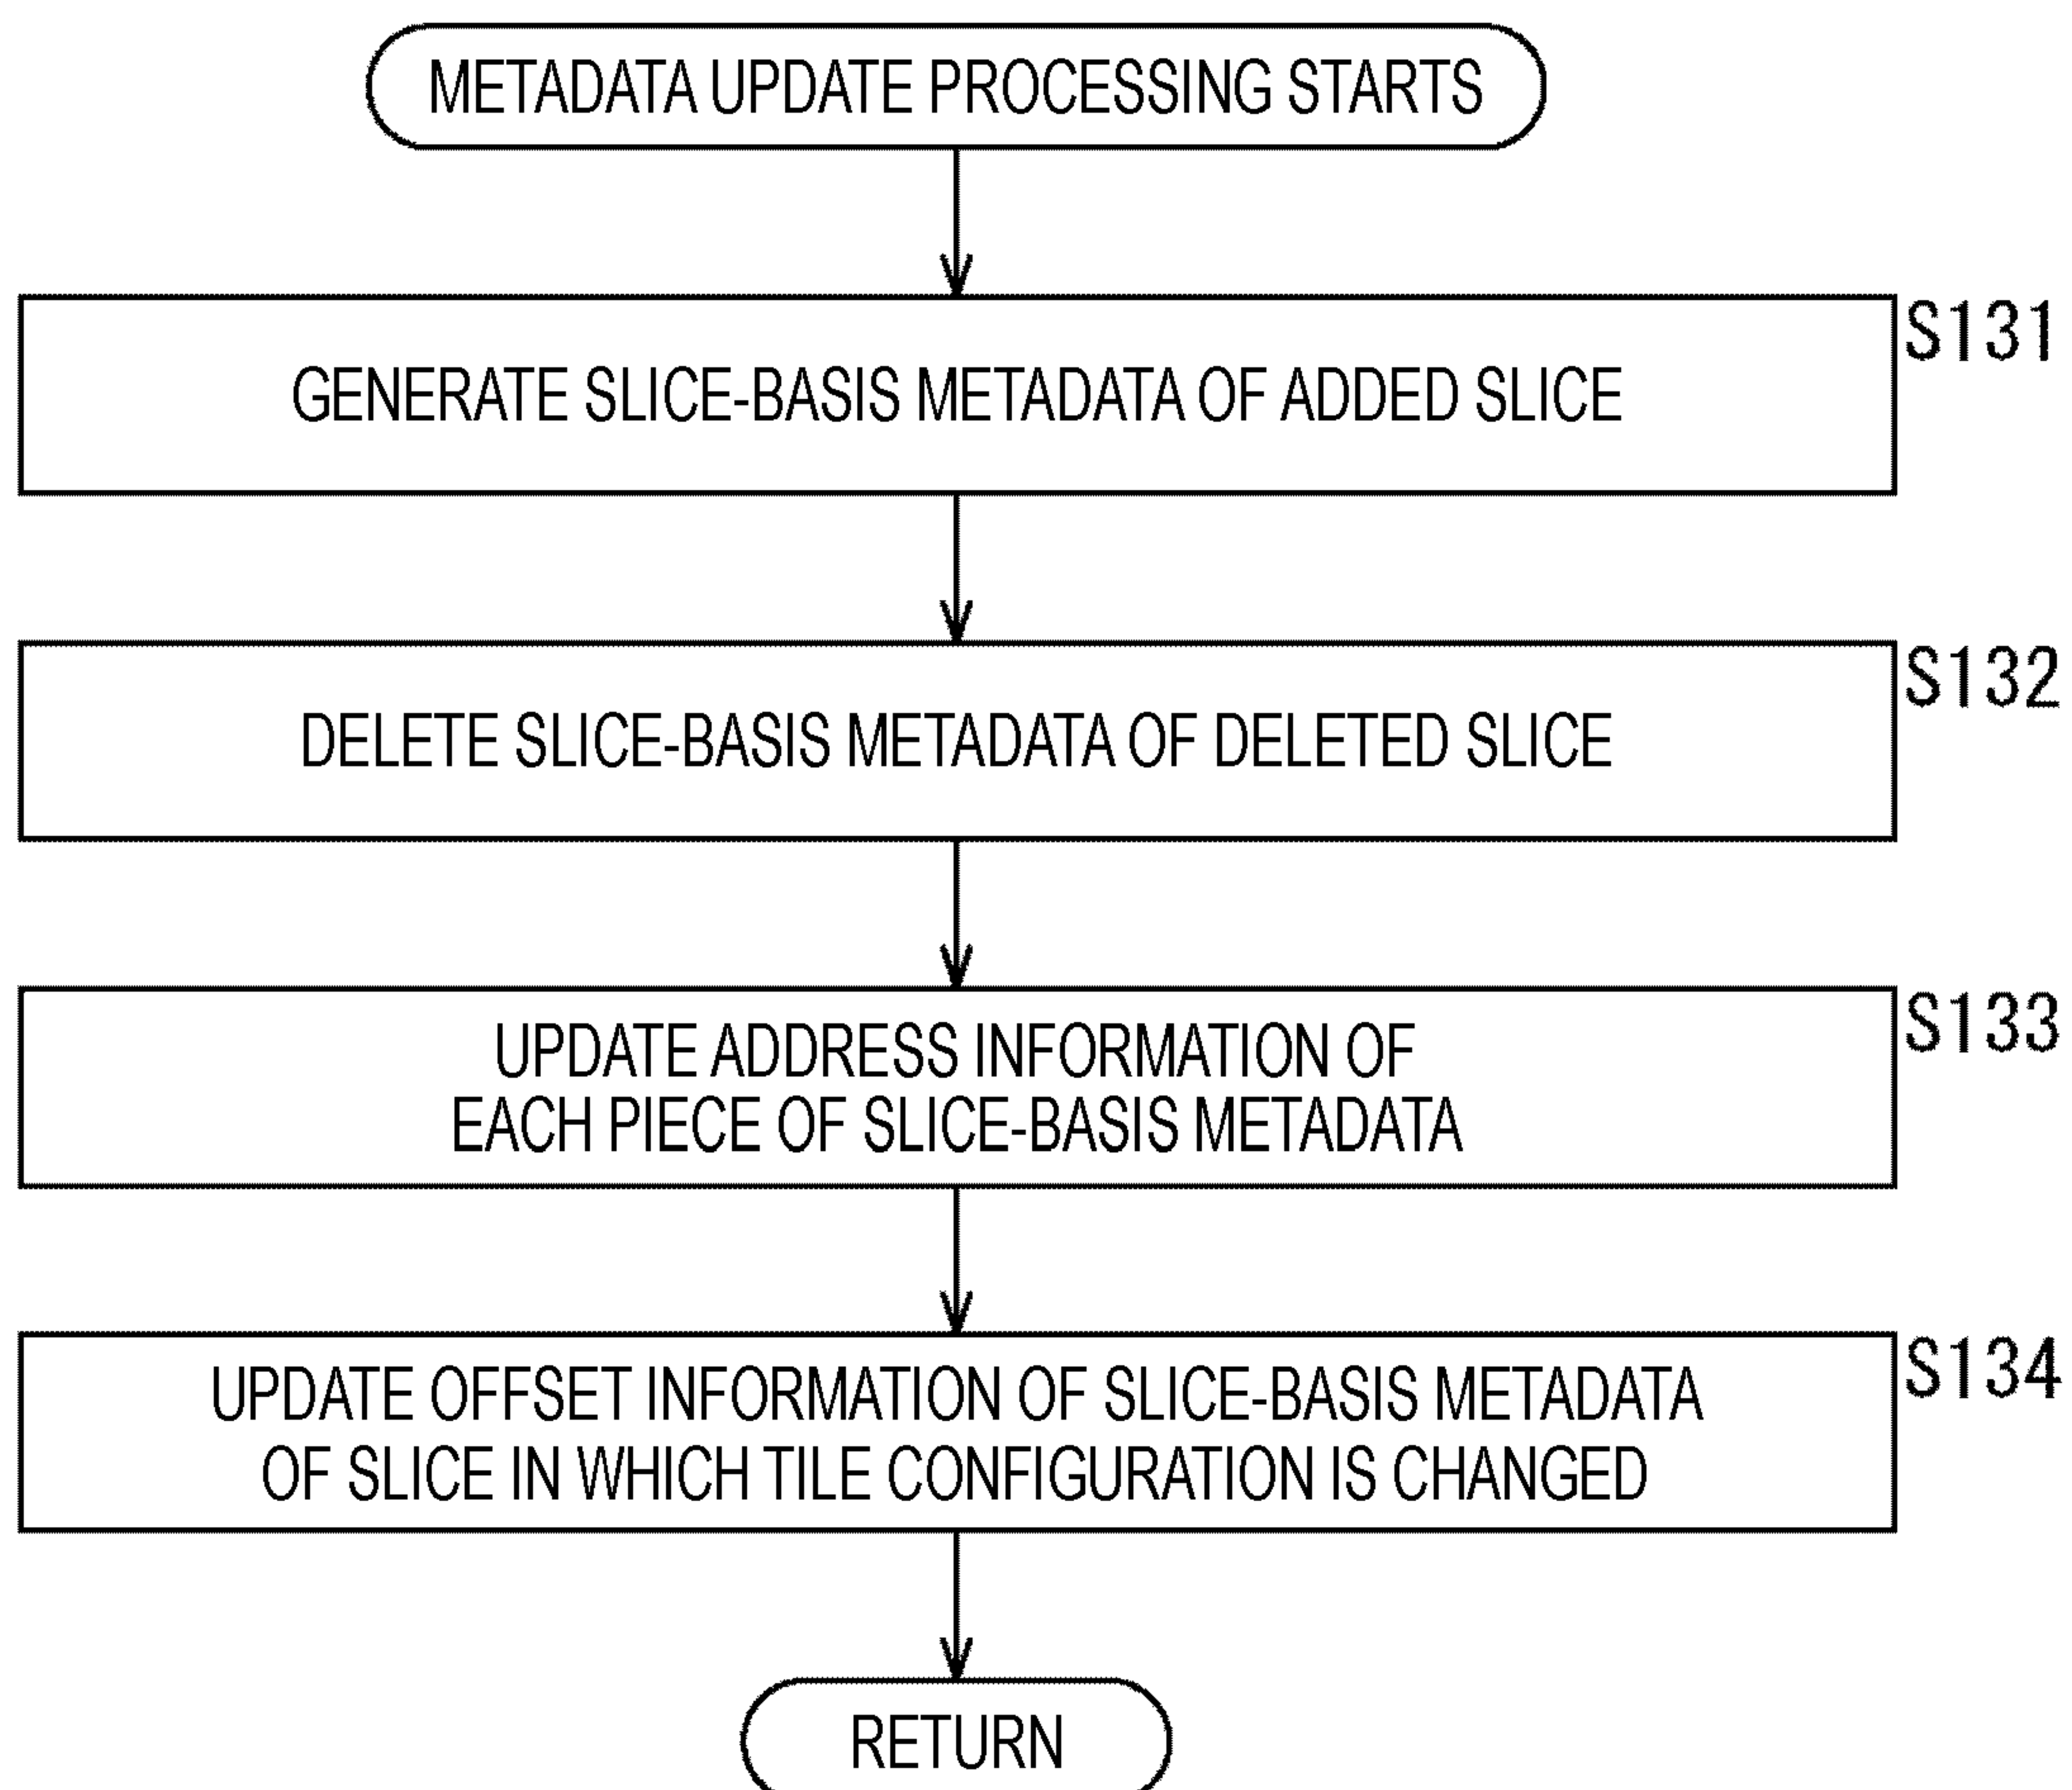 METADATA UPDATE PROCESSING STARTS
S131
GENERATE SLICE-BASIS METADATA OF ADDED SLICE
S132
DELETE SLICE-BASIS METADATA OF DELETED SLICE
S133
UPDATE ADDRESS INFORMATION OF
EACH PIECE OF SLICE-BASIS METADATA
S134
UPDATE OFFSET INFORMATION OF SLICE-BASIS METADATA
OF SLICE IN WHICH TILE CONFIGURATION IS CHANGED
RETURN